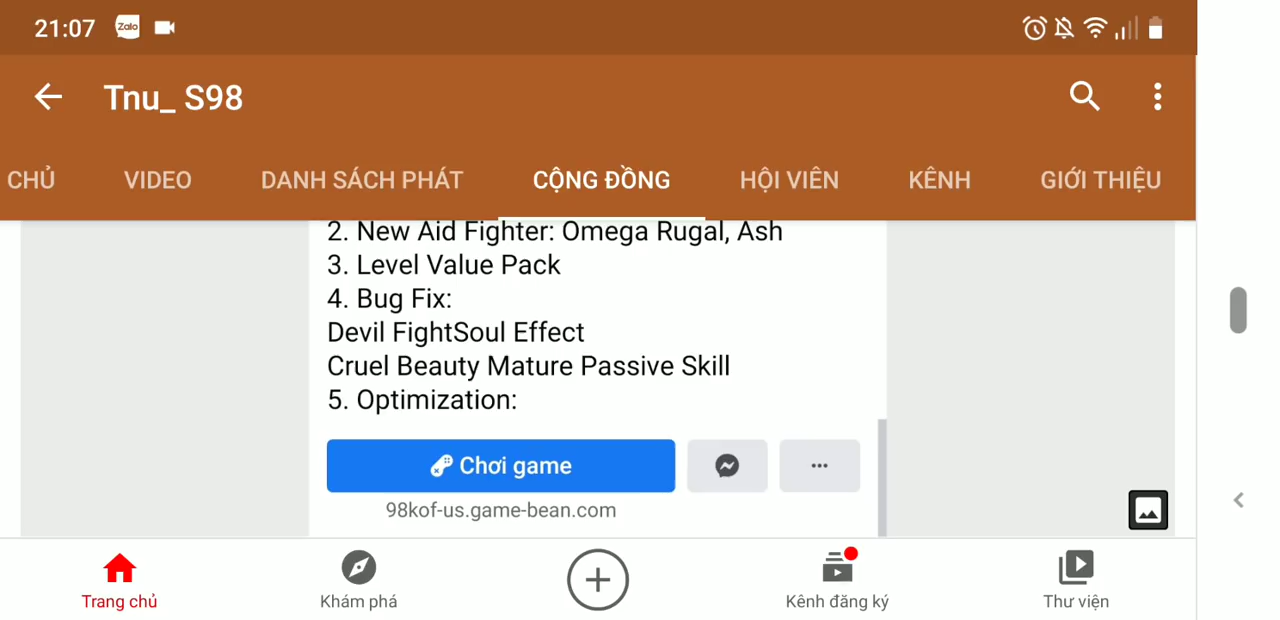 21:07 Zalo
Tnu_ S98
CHỦ VIDEO DANH SÁCH PHÁT CỘNG ĐỒNG HỘI VIÊN KÊNH GIỚI THIỆU
2. New Aid Fighter: Omega Rugal, Ash
3. Level Value Pack
4. Bug Fix:
Devil FightSoul Effect
Cruel Beauty Mature Passive Skill
5. Optimization:
Chơi game
98kof-us.game-bean.com
Trang chủ Khám phá Kênh đăng ký Thư viện